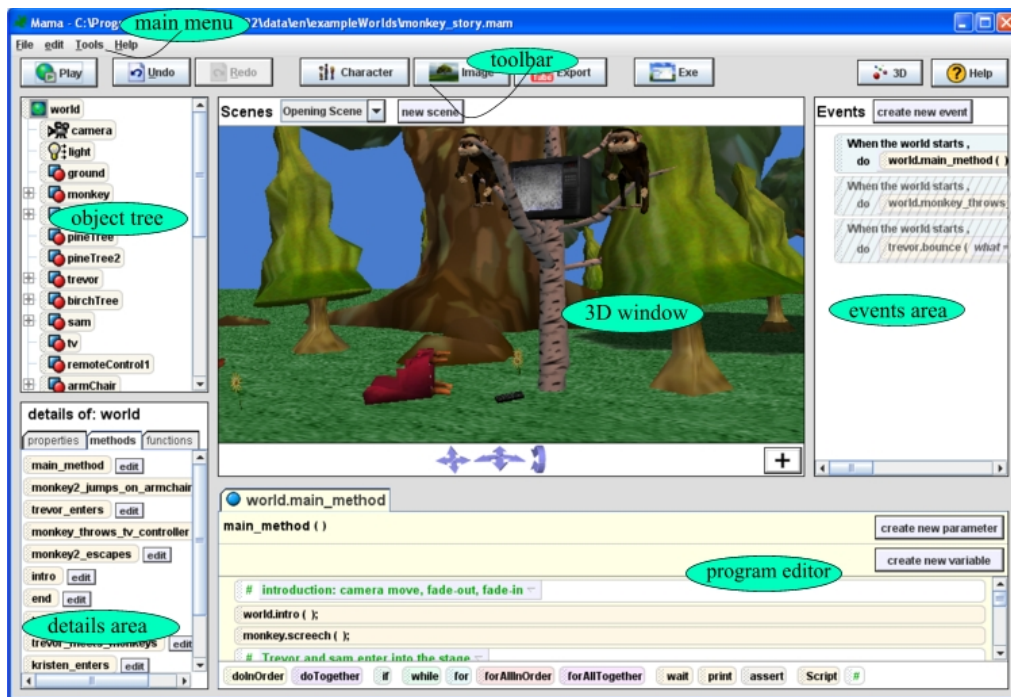 Mama - C:\Progr 02\data\en\exampleWorlds\monkey_story.mam
main menu
File edit Tools Help
toolbar
Play Undo Redo Character Image Export Exe 3D Help
world
camera
light
ground
monkey
object tree
pineTree
pineTree2
trevor
birchTree
sam
tv
remoteControl1
armChair
Scenes Opening Scene new scene
3D window
Events create new event
When the world starts ,
do world.main_method ( )
When the world starts ,
do world.monkey_throws_
When the world starts ,
do trevor.bounce ( what
events area
details of: world
properties methods functions
main_method edit
monkey2_jumps_on_armchair
trevor_enters edit
monkey_throws_tv_controller
monkey2_escapes edit
intro edit
end edit
details area
trevor_meets_monkeys edit
kristen_enters edit
world.main_method
main_method ( )
create new parameter
create new variable
program editor
# introduction: camera move, fade-out, fade-in
world.intro ( );
monkey.screech ( );
# Trevor and sam enter into the stage
doInOrder doTogether if while for forAllInOrder forAllTogether wait print assert Script #